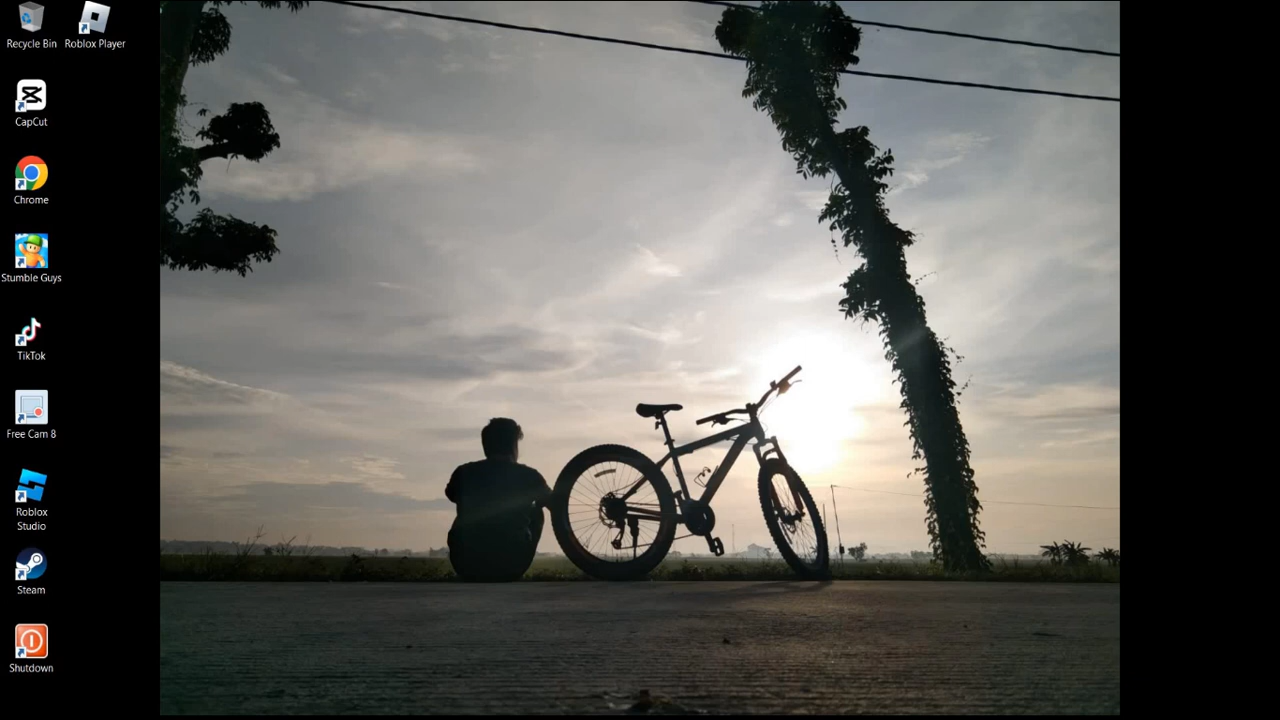 Recycle Bin
Roblox Player
CapCut
Chrome
Stumble Guys
TikTok
Free Cam 8
Roblox
Studio
Steam
Shutdown